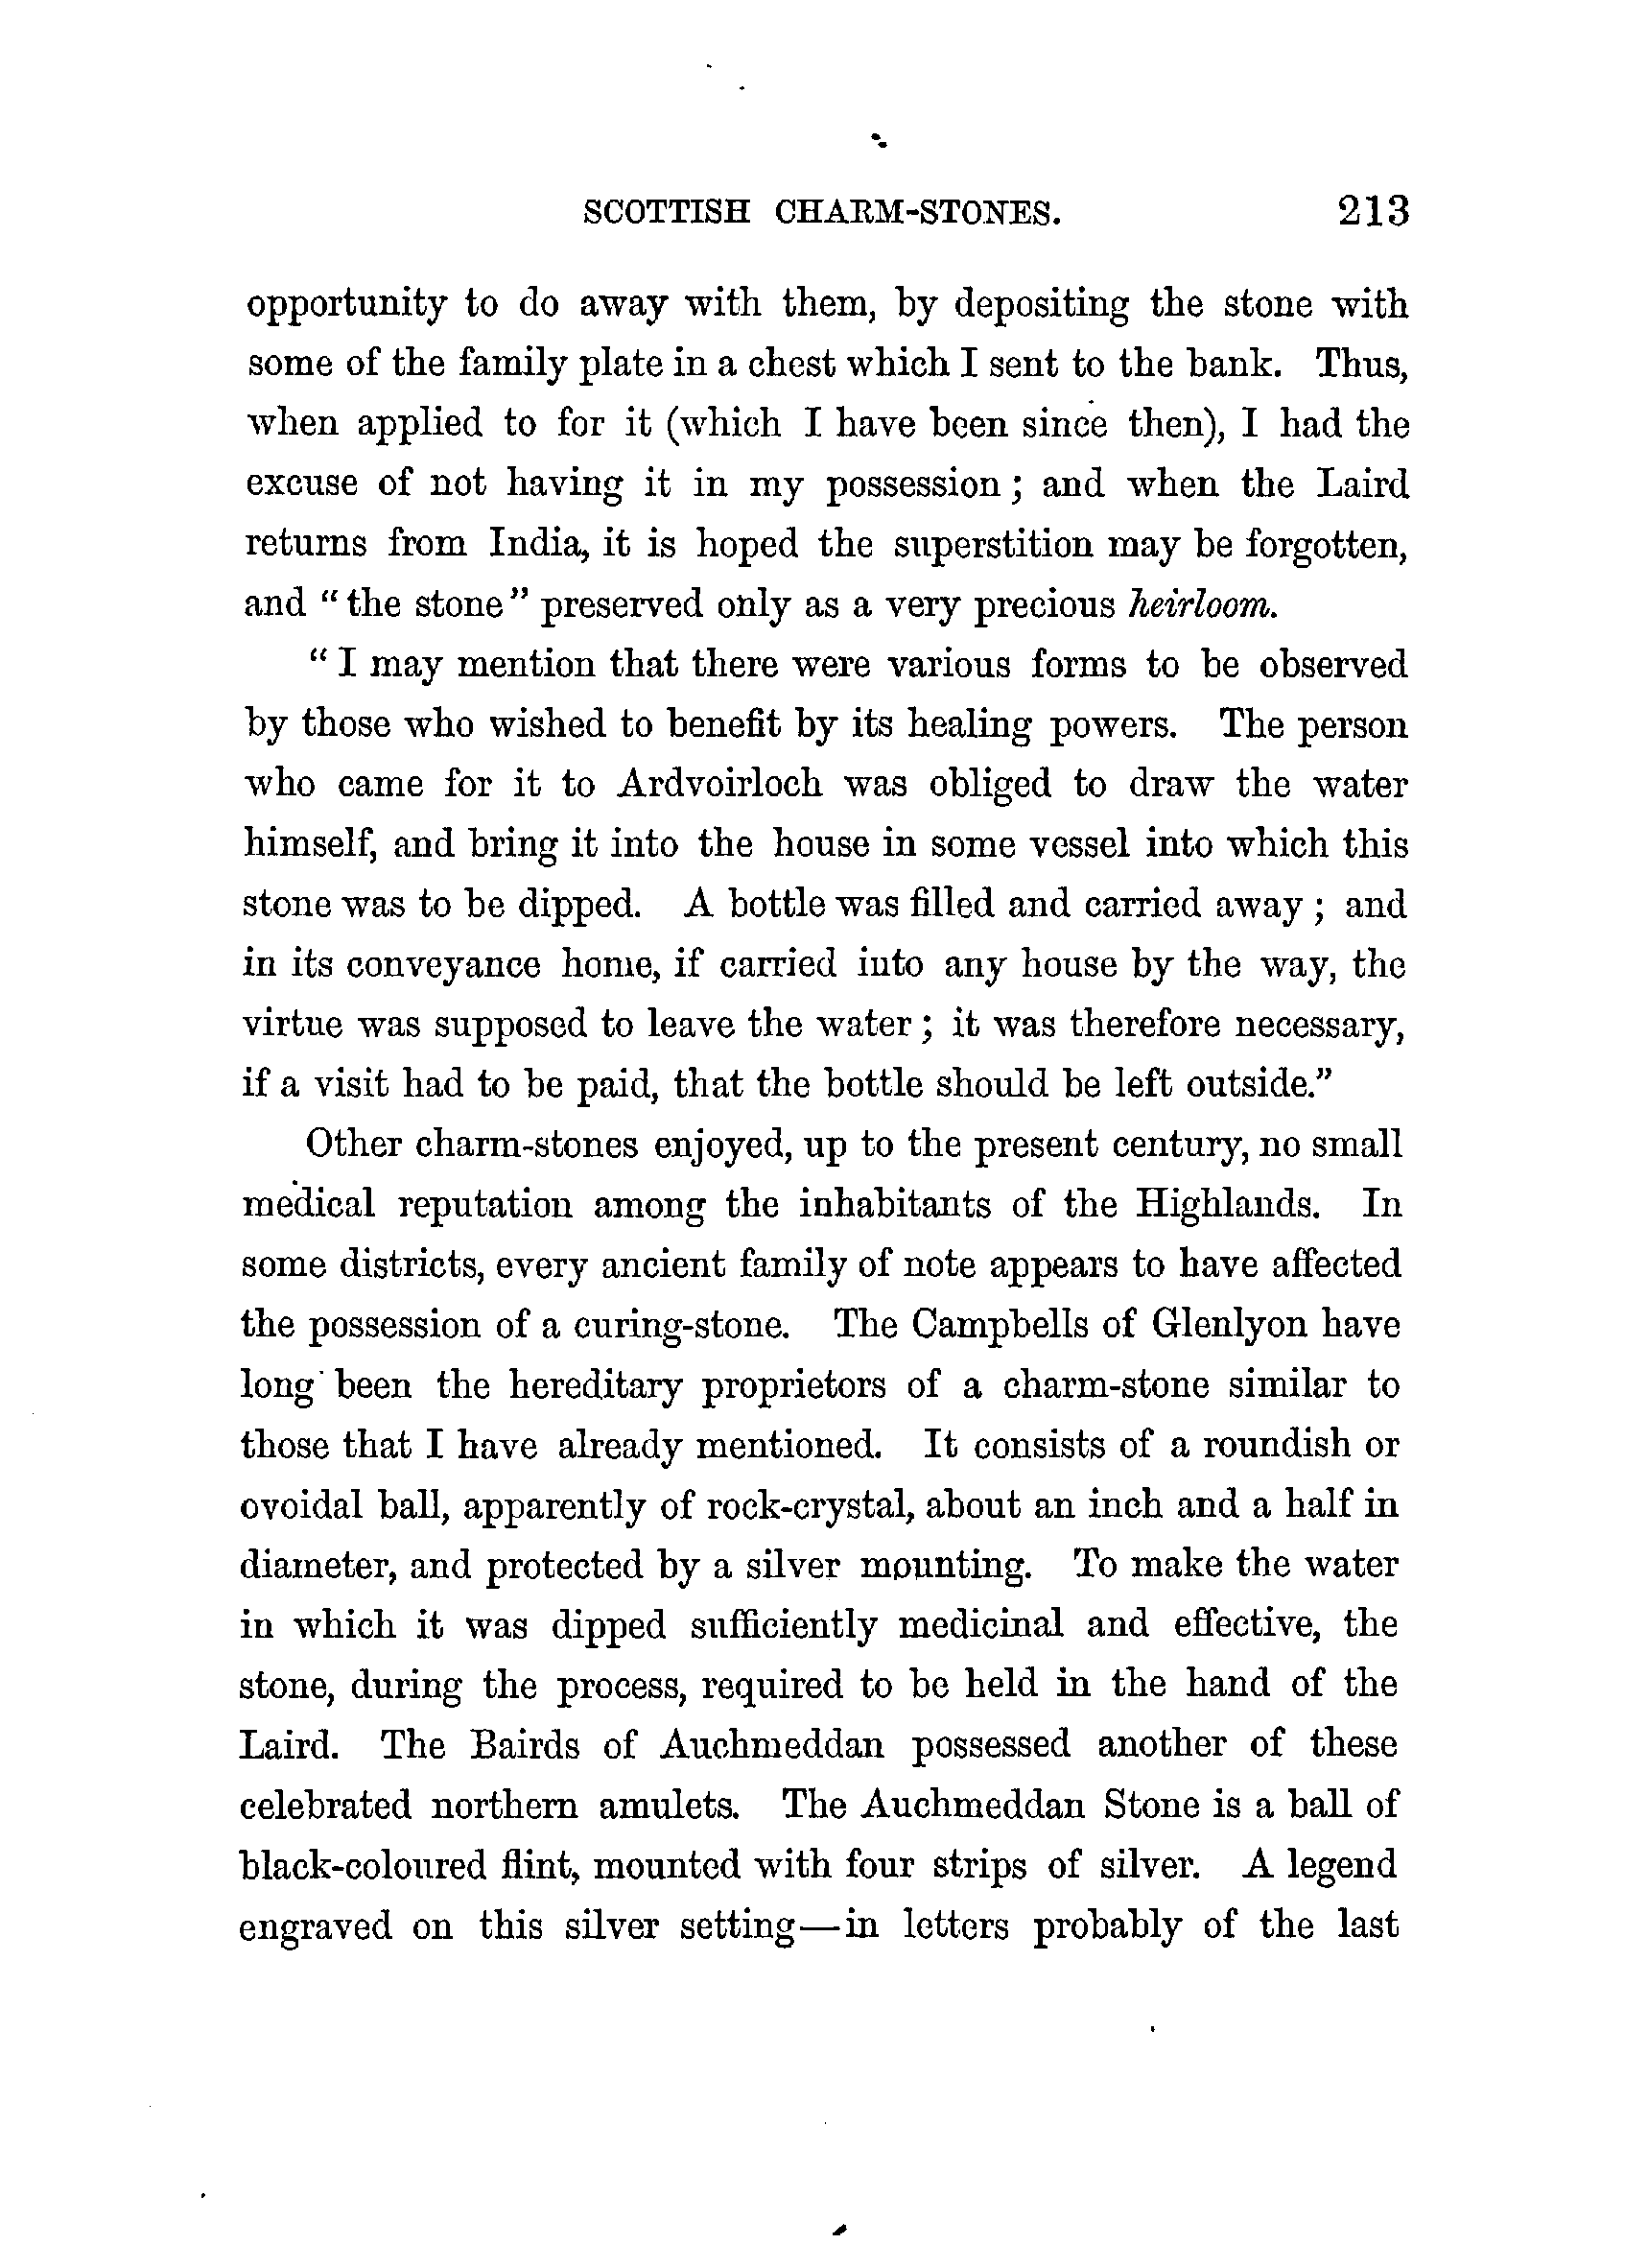 SCOTTISH CHARM-STONES. 213
opportunity to do away with them, by depositing the stone with
some of the family plate in a chest which I sent to the bank. Thus,
when applied to for it (which I have been since then), I had the
excuse of not having it in my possession; and when the Laird
returns from India, it is hoped the superstition may be forgotten,
and "the stone" preserved only as a very precious heirloom.
"I may mention that there were various forms to be observed
by those who wished to benefit by its healing powers. The person
who came for it to Ardvoirloch was obliged to draw the water
himself, and bring it into the house in some vessel into which this
stone was to be dipped. A bottle was filled and carried away; and
in its conveyance home, if carried into any house by the way, the
virtue was supposed to leave the water; it was therefore necessary,
if a visit had to be paid, that the bottle should be left outside."
Other charm-stones enjoyed, up to the present century, no small
medical reputation among the inhabitants of the Highlands. In
some districts, every ancient family of note appears to have affected
the possession of a curing-stone. The Campbells of Glenlyon have
long been the hereditary proprietors of a charm-stone similar to
those that I have already mentioned. It consists of a roundish or
ovoidal ball, apparently of rock-crystal, about an inch and a half in
diameter, and protected by a silver mounting. To make the water
in which it was dipped sufficiently medicinal and effective, the
stone, during the process, required to be held in the hand of the
Laird. The Bairds of Auchmeddan possessed another of these
celebrated northern amulets. The Auchmeddan Stone is a ball of
black-coloured flint, mounted with four strips of silver. A legend
engraved on this silver setting—in letters probably of the last